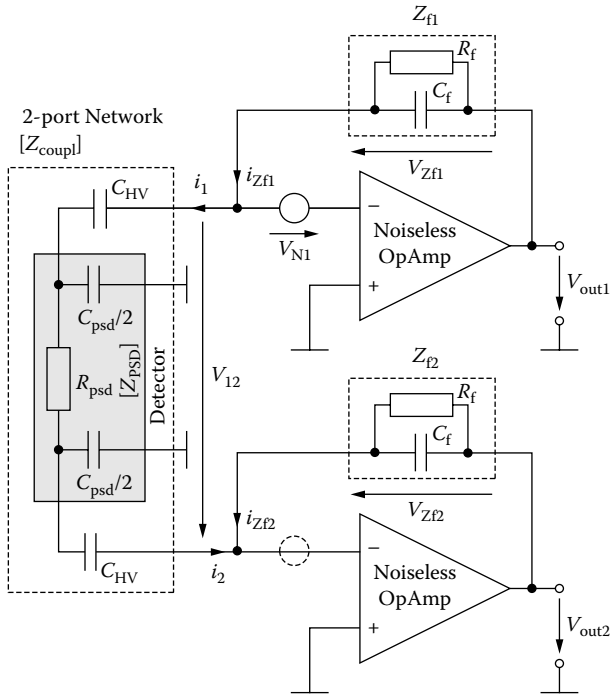 Z_f1
R_f
C_f
2-port Network
[Z_coupl]
C_HV
i_1
i_Zf1
V_Zf1
V_N1
−
Noiseless
OpAmp
+
V_out1
C_psd/2
R_psd
[Z_PSD]
Detector
V_12
C_psd/2
Z_f2
R_f
C_f
V_Zf2
i_Zf2
C_HV
i_2
−
Noiseless
OpAmp
+
V_out2